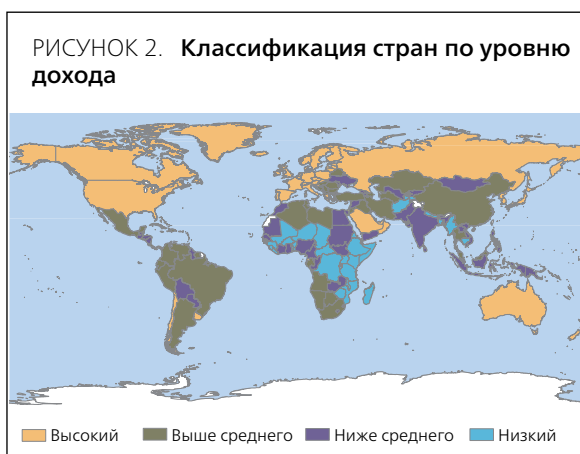 РИСУНОК 2. Классификация стран по уровню
дохода
Высокий Выше среднего Ниже среднего Низкий